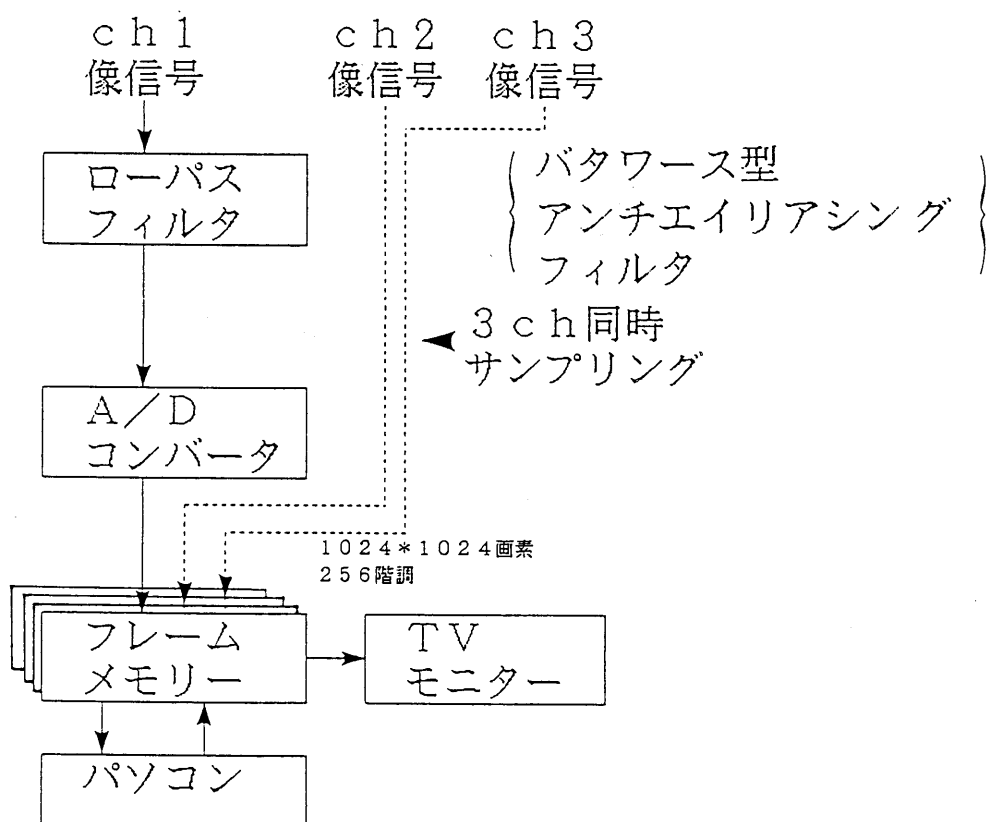 ch1
像信号
ch2
像信号
ch3
像信号
ローパス
フィルタ
バタワース型
アンチエイリアシング
フィルタ
3ch同時
サンプリング
A/D
コンバータ
1024*1024画素
256階調
フレーム
メモリー
TV
モニター
パソコン